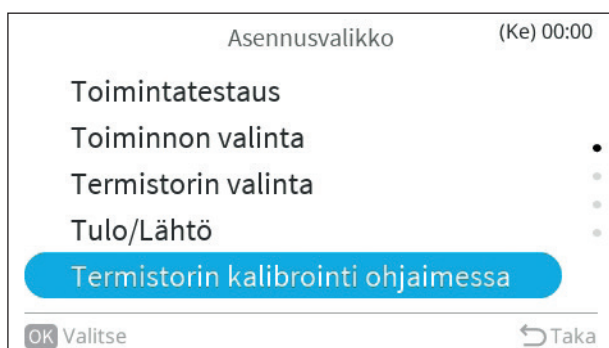 Asennusvalikko (Ke) 00:00
Toimintatestaus
Toiminnon valinta
Termistorin valinta
Tulo/Lähtö
Termistorin kalibrointi ohjaimessa
OK Valitse Taka